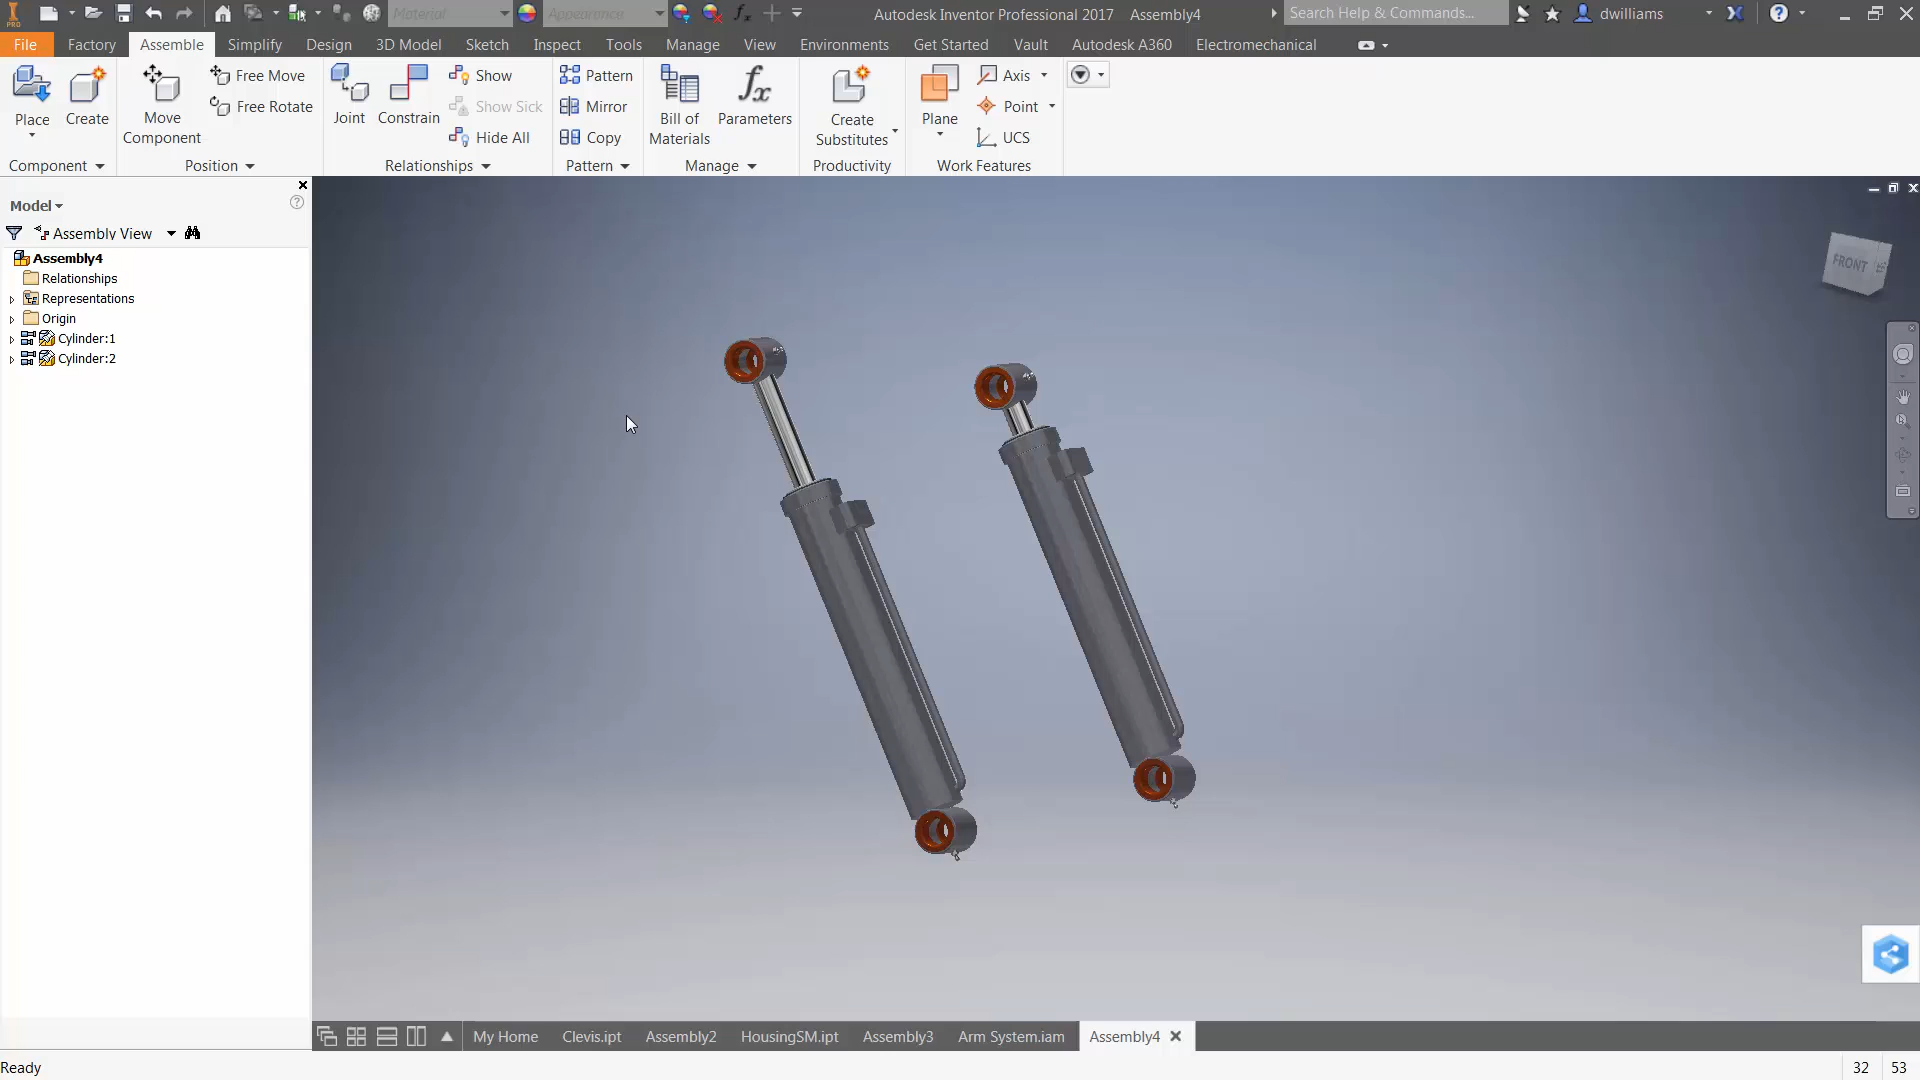 PRO
Material
Appearance
Autodesk Inventor Professional 2017 Assembly4
Search Help & Commands...
dwilliams
File Factory Assemble Simplify Design 3D Model Sketch Inspect Tools Manage View Environments Get Started Vault Autodesk A360 Electromechanical
Place
Create
Move
Component
Free Move
Free Rotate
Joint
Constrain
Show
Show Sick
Hide All
Pattern
Mirror
Copy
Bill of
Materials
fx
Parameters
Create
Substitutes
Plane
Axis
Point
UCS
Component Position Relationships Pattern Manage Productivity Work Features
Model
Assembly View
Assembly4
Relationships
Representations
Origin
Cylinder:1
Cylinder:2
FRONT
My Home Clevis.ipt Assembly2 HousingSM.ipt Assembly3 Arm System.iam Assembly4
Ready
32 53